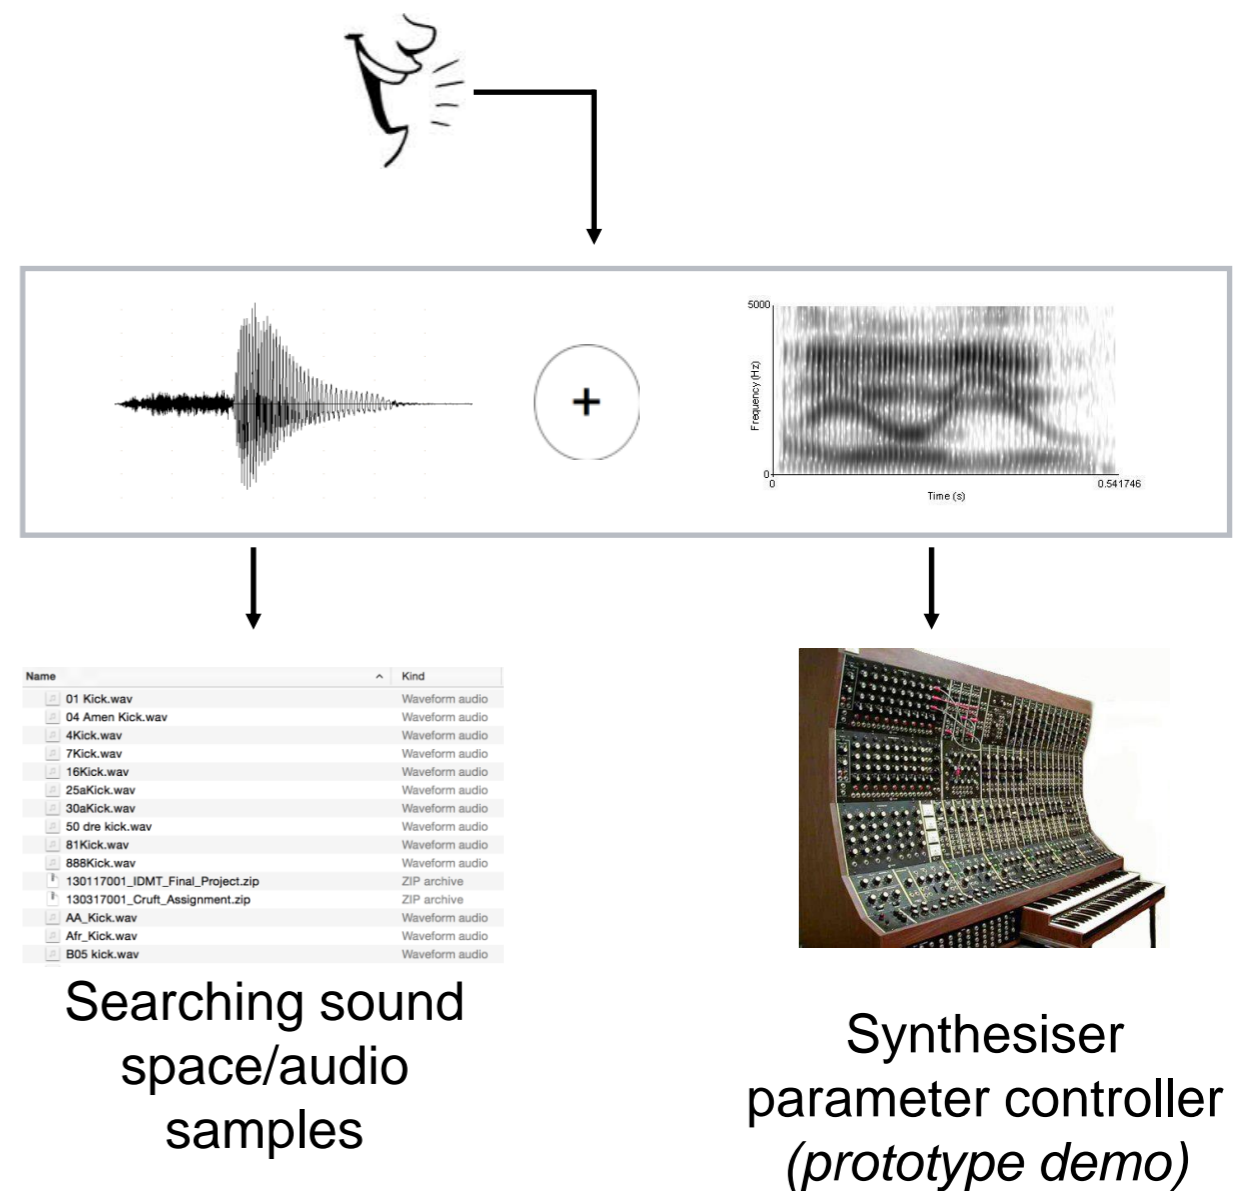 +
5000
Frequency (Hz)
0
0
0.541746
Time (s)
Name ^ Kind
01 Kick.wav Waveform audio
04 Amen Kick.wav Waveform audio
4Kick.wav Waveform audio
7Kick.wav Waveform audio
16Kick.wav Waveform audio
25aKick.wav Waveform audio
30aKick.wav Waveform audio
50 dre kick.wav Waveform audio
81Kick.wav Waveform audio
888Kick.wav Waveform audio
130117001_IDMT_Final_Project.zip ZIP archive
130317001_Cruft_Assignment.zip ZIP archive
AA_Kick.wav Waveform audio
Afr_Kick.wav Waveform audio
B05 kick.wav Waveform audio
Searching sound
space/audio
samples
Synthesiser
parameter controller
(prototype demo)